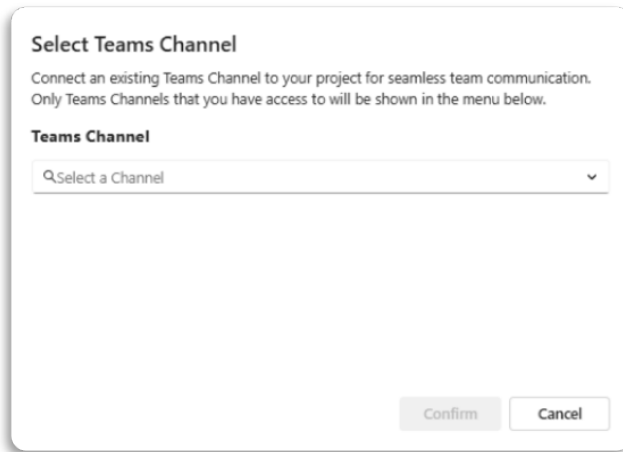 Select Teams Channel
Connect an existing Teams Channel to your project for seamless team communication.
Only Teams Channels that you have access to will be shown in the menu below.
Teams Channel
Select a Channel
Confirm
Cancel